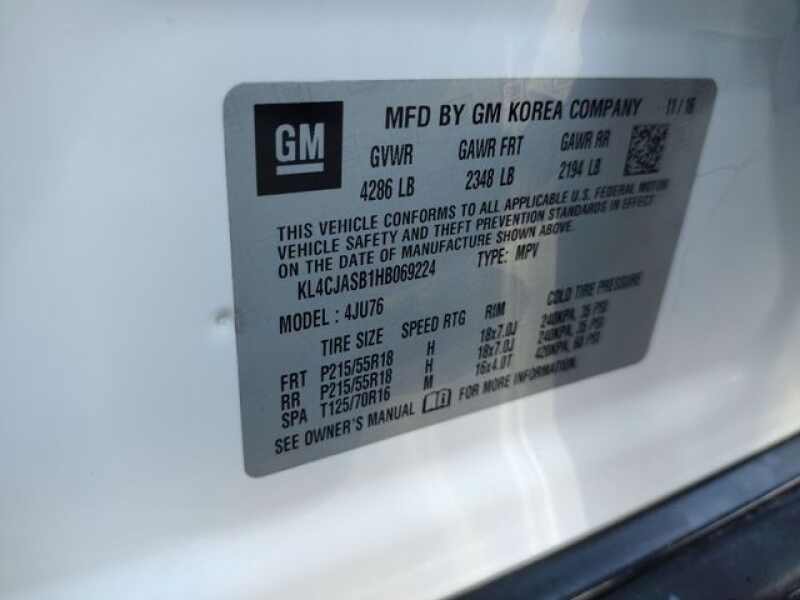 GM
MFD BY GM KOREA COMPANY 11/16
GVWR GAWR FRT GAWR RR
4286 LB 2348 LB 2194 LB
THIS VEHICLE CONFORMS TO ALL APPLICABLE U.S. FEDERAL MOTOR
VEHICLE SAFETY AND THEFT PREVENTION STANDARDS IN EFFECT
ON THE DATE OF MANUFACTURE SHOWN ABOVE.
KL4CJASB1HB069224 TYPE: MPV
MODEL : 4JU76
TIRE SIZE SPEED RTG RIM COLD TIRE PRESSURE
FRT P215/55R18 H 18x7.0J 240KPA, 35 PSI
RR P215/55R18 H 18x7.0J 240KPA, 35 PSI
SPA T125/70R16 M 16x4.0T 420KPA, 60 PSI
SEE OWNER'S MANUAL FOR MORE INFORMATION.